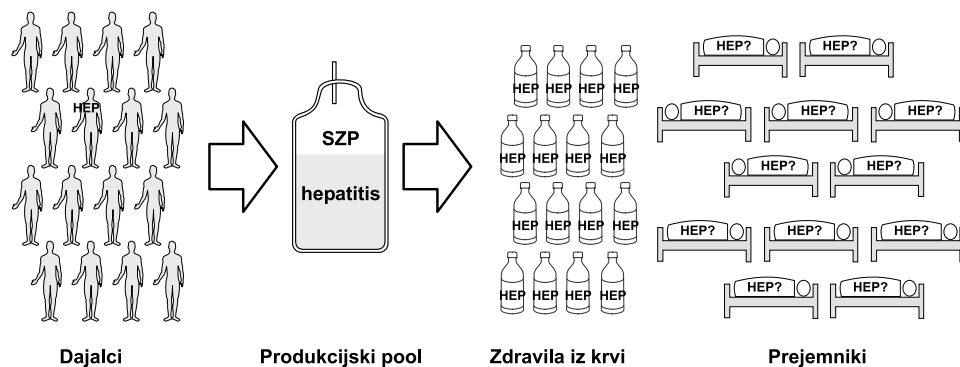 HEP
SZP
hepatitis
HEP HEP HEP HEP
HEP HEP HEP HEP
HEP HEP HEP HEP
HEP HEP HEP HEP
HEP? HEP?
HEP? HEP? HEP?
HEP? HEP?
HEP? HEP? HEP?
HEP? HEP?
Dajalci Produkcijski pool Zdravila iz krvi Prejemniki